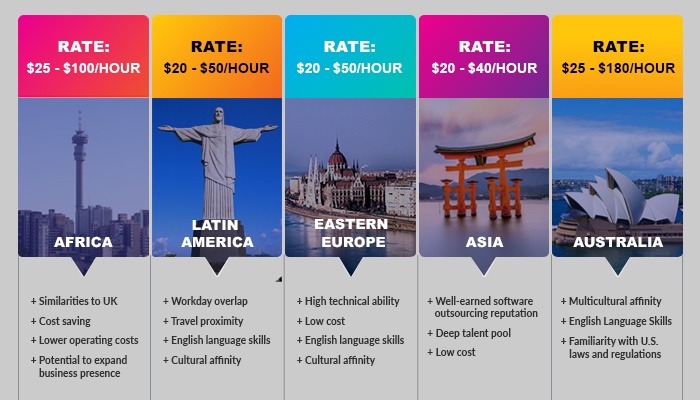 RATE:
$25 - $100/HOUR
AFRICA
+ Similarities to UK
+ Cost saving
+ Lower operating costs
+ Potential to expand
business presence
RATE:
$20 - $50/HOUR
LATIN
AMERICA
+ Workday overlap
+ Travel proximity
+ English language skills
+ Cultural affinity
RATE:
$20 - $50/HOUR
EASTERN
EUROPE
+ High technical ability
+ Low cost
+ English language skills
+ Cultural affinity
RATE:
$20 - $40/HOUR
ASIA
+ Well-earned software
outsourcing reputation
+ Deep talent pool
+ Low cost
RATE:
$25 - $180/HOUR
AUSTRALIA
+ Multicultural affinity
+ English Language Skills
+ Familiarity with U.S.
laws and regulations